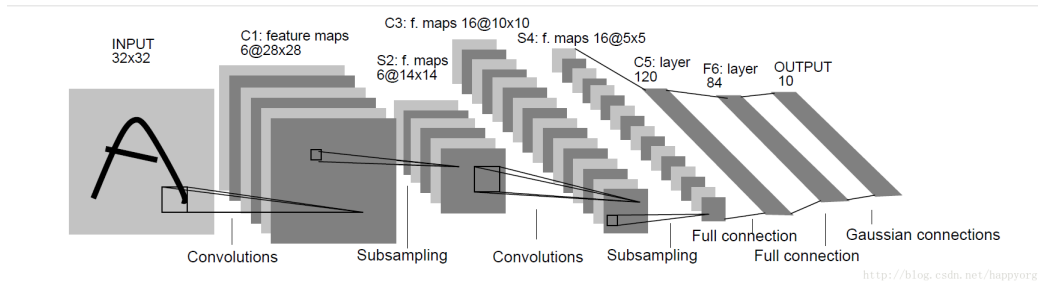 INPUT
32x32
C1: feature maps
6@28x28
S2: f. maps
6@14x14
C3: f. maps 16@10x10
S4: f. maps 16@5x5
C5: layer
120
F6: layer
84
OUTPUT
10
A
Convolutions
Subsampling
Convolutions
Subsampling
Full connection
Full connection
Gaussian connections
http://blog.csdn.net/happyorg